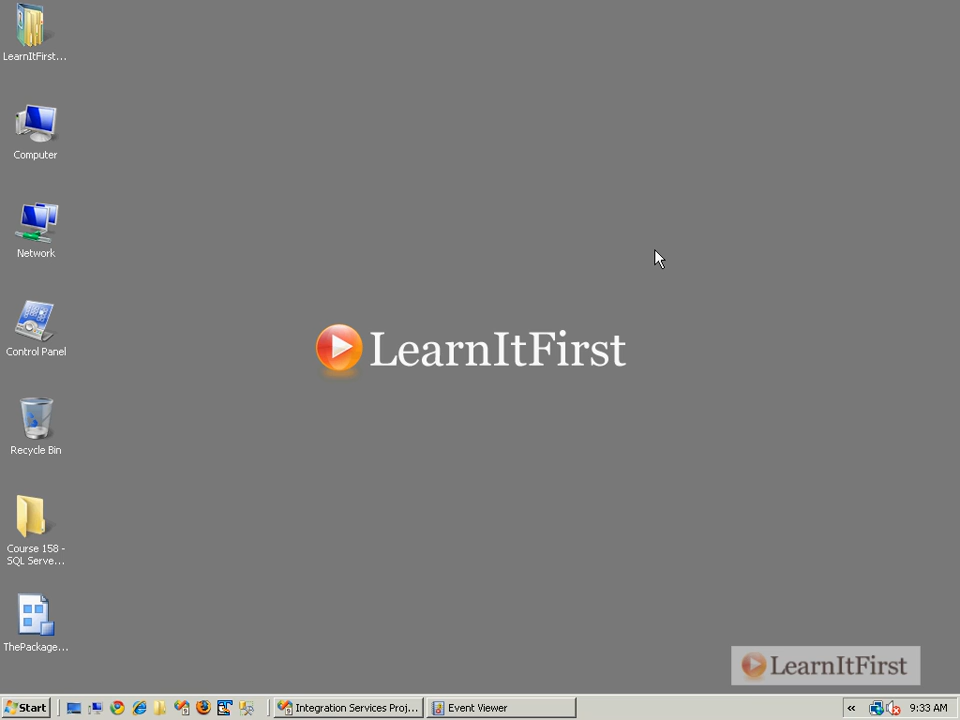 LearnItFirst...
Computer
Network
Control Panel
Recycle Bin
Course 158 -
SQL Serve...
ThePackage...
LearnItFirst
LearnItFirst
Start
Integration Services Proj...
Event Viewer
«
9:33 AM